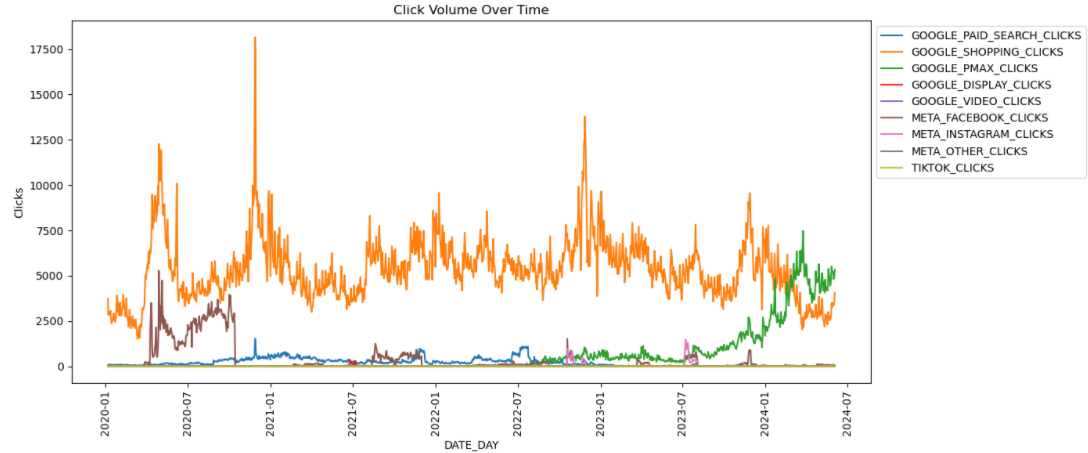 Click Volume Over Time
17500
15000
12500
10000
7500
5000
2500
0
Clicks
2020-01
2020-07
2021-01
2021-07
2022-01
2022-07
2023-01
2023-07
2024-01
2024-07
DATE_DAY
GOOGLE_PAID_SEARCH_CLICKS
GOOGLE_SHOPPING_CLICKS
GOOGLE_PMAX_CLICKS
GOOGLE_DISPLAY_CLICKS
GOOGLE_VIDEO_CLICKS
META_FACEBOOK_CLICKS
META_INSTAGRAM_CLICKS
META_OTHER_CLICKS
TIKTOK_CLICKS